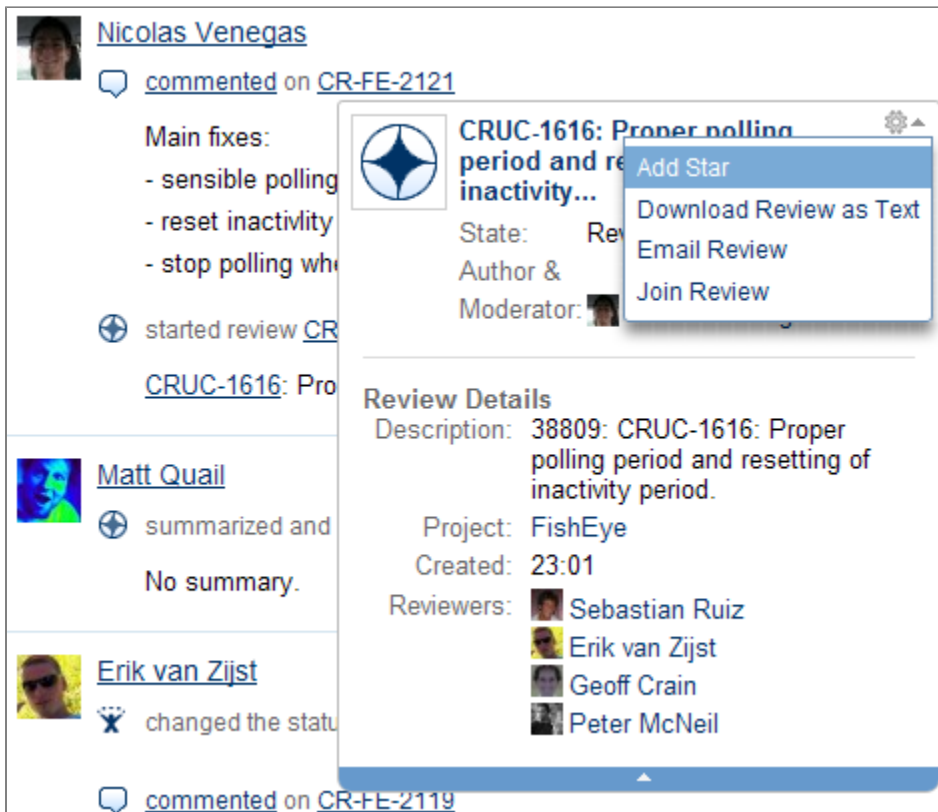 Nicolas Venegas
commented on CR-FE-2121
Main fixes:
- sensible polling
- reset inactivlity
- stop polling
started review CR
CRUC-1616: Pro
Matt Quail
summarized and
No summary.
Erik van Zijst
changed the statu
commented on CR-FE-2119
CRUC-1616: Proper polling
period and re
inactivity...
State:
Author &
Moderator:
Add Star
Download Review as Text
Email Review
Join Review
Review Details
Description: 38809: CRUC-1616: Proper
polling period and resetting of
inactivity period.
Project: FishEye
Created: 23:01
Reviewers: Sebastian Ruiz
Erik van Zijst
Geoff Crain
Peter McNeil